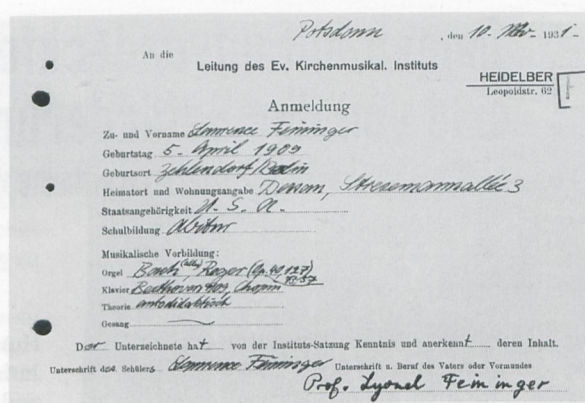 Potsdam, den 10. Nov. 1931.
An die
Leitung des Ev. Kirchenmusikal. Instituts
HEIDELBER
Leopoldstr. 62
Anmeldung
Zu- und Vorname Laurence Feininger
Geburtstag 5. April 1909
Geburtsort Zehlendorf/Berlin
Heimatort und Wohnungsangabe Dessau, Stresemannallée 3
Staatsangehörigkeit U. S. A.
Schulbildung Abitur
Musikalische Vorbildung:
Orgel Bach Reger
Klavier Beethoven Chopin
Theorie autodidaktisch
Gesang
Der Unterzeichnete hat von der Instituts-Satzung Kenntnis und anerkennt deren Inhalt.
Unterschrift des Schülers Laurence Feininger Unterschrift u. Beruf des Vaters oder Vormundes
Prof. Lyonel Feininger